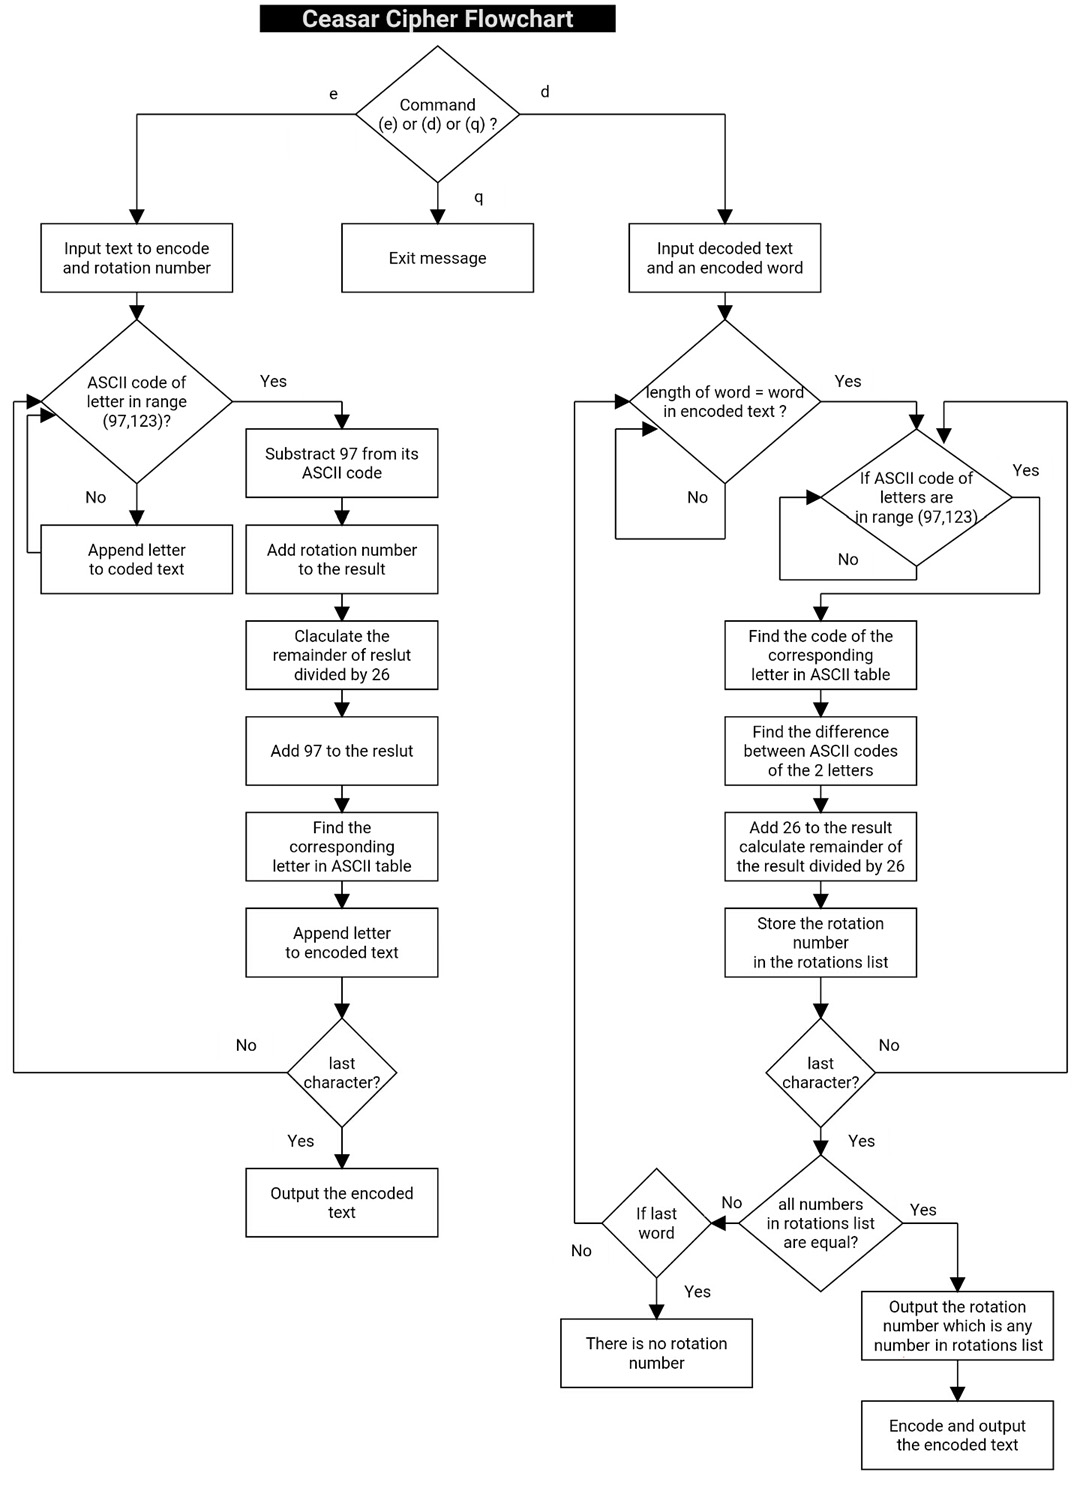 Ceasar Cipher Flowchart
e
d
Command
(e) or (d) or (q) ?
q
Input text to encode
and rotation number
Exit message
Input decoded text
and an encoded word
ASCII code of
letter in range
(97,123)?
Yes
No
Append letter
to coded text
Substract 97 from its
ASCII code
Add rotation number
to the result
Claculate the
remainder of reslut
divided by 26
Add 97 to the reslut
Find the
corresponding
letter in ASCII table
Append letter
to encoded text
No
last
character?
Yes
Output the encoded
text
length of word = word
in encoded text ?
Yes
No
If ASCII code of
letters are
in range (97,123)
Yes
No
Find the code of the
corresponding
letter in ASCII table
Find the difference
between ASCII codes
of the 2 letters
Add 26 to the result
calculate remainder of
the result divided by 26
Store the rotation
number
in the rotations list
last
character?
No
Yes
all numbers
in rotations list
are equal?
No
Yes
If last
word
No
Yes
There is no rotation
number
Output the rotation
number which is any
number in rotations list
Encode and output
the encoded text